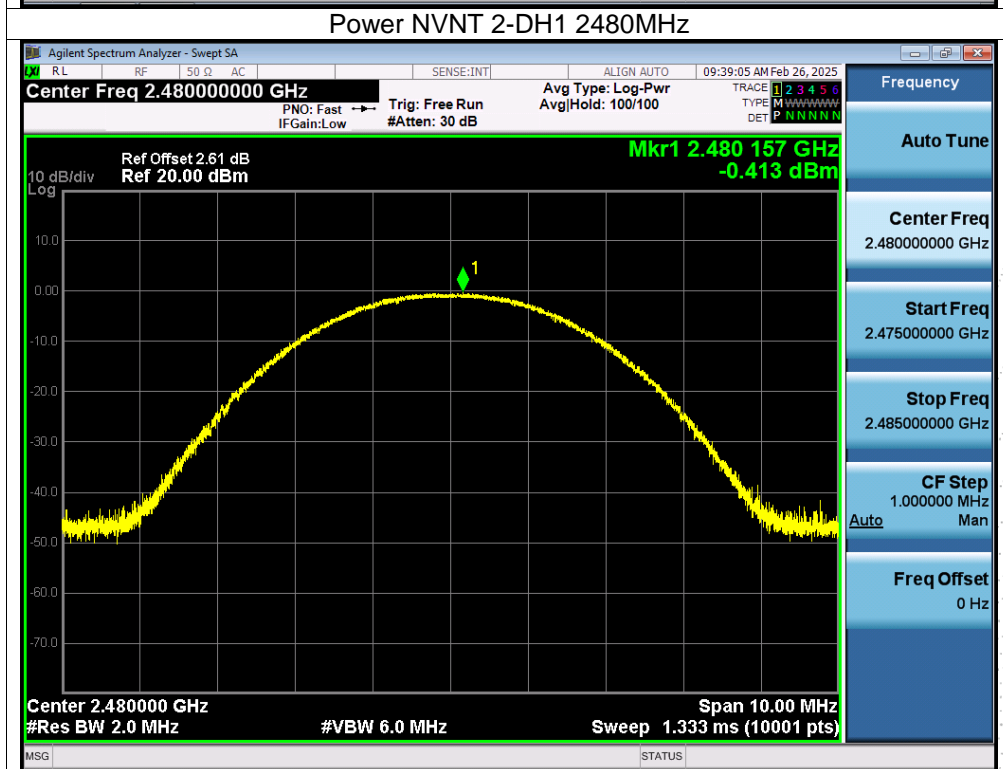 Power NVNT 2-DH1 2480MHz
Agilent Spectrum Analyzer - Swept SA
LXI RL RF 50 Ω AC SENSE:INT ALIGN AUTO 09:39:05 AM Feb 26, 2025
Center Freq 2.480000000 GHz
PNO: Fast
IFGain:Low
Trig: Free Run
#Atten: 30 dB
Avg Type: Log-Pwr
Avg|Hold: 100/100
TRACE 1 2 3 4 5 6
TYPE M WWWWW
DET P N N N N N
Ref Offset 2.61 dB
Ref 20.00 dBm
10 dB/div
Log
Mkr1 2.480 157 GHz
-0.413 dBm
1
10.0
0.00
-10.0
-20.0
-30.0
-40.0
-50.0
-60.0
-70.0
Center 2.480000 GHz
Span 10.00 MHz
#Res BW 2.0 MHz
#VBW 6.0 MHz
Sweep 1.333 ms (10001 pts)
MSG
STATUS
Frequency
Auto Tune
Center Freq
2.480000000 GHz
Start Freq
2.475000000 GHz
Stop Freq
2.485000000 GHz
CF Step
1.000000 MHz
Auto Man
Freq Offset
0 Hz